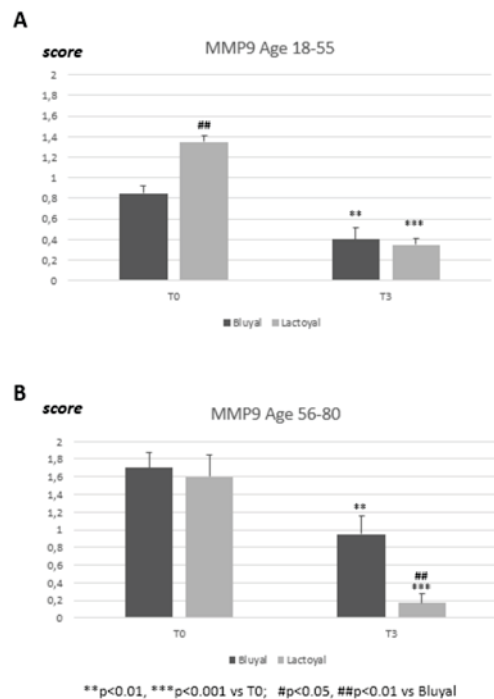 A
score
MMP9 Age 18-55
2
1,8
1,6
1,4
1,2
1
0,8
0,6
0,4
0,2
0
##
**
***
T0
T3
Bluyal
Lactoyal
B
score
MMP9 Age 56-80
2
1,8
1,6
1,4
1,2
1
0,8
0,6
0,4
0,2
0
**
##
***
T0
T3
Bluyal
Lactoyal
**p<0.01, ***p<0.001 vs T0; #p<0.05, ##p<0.01 vs Bluyal